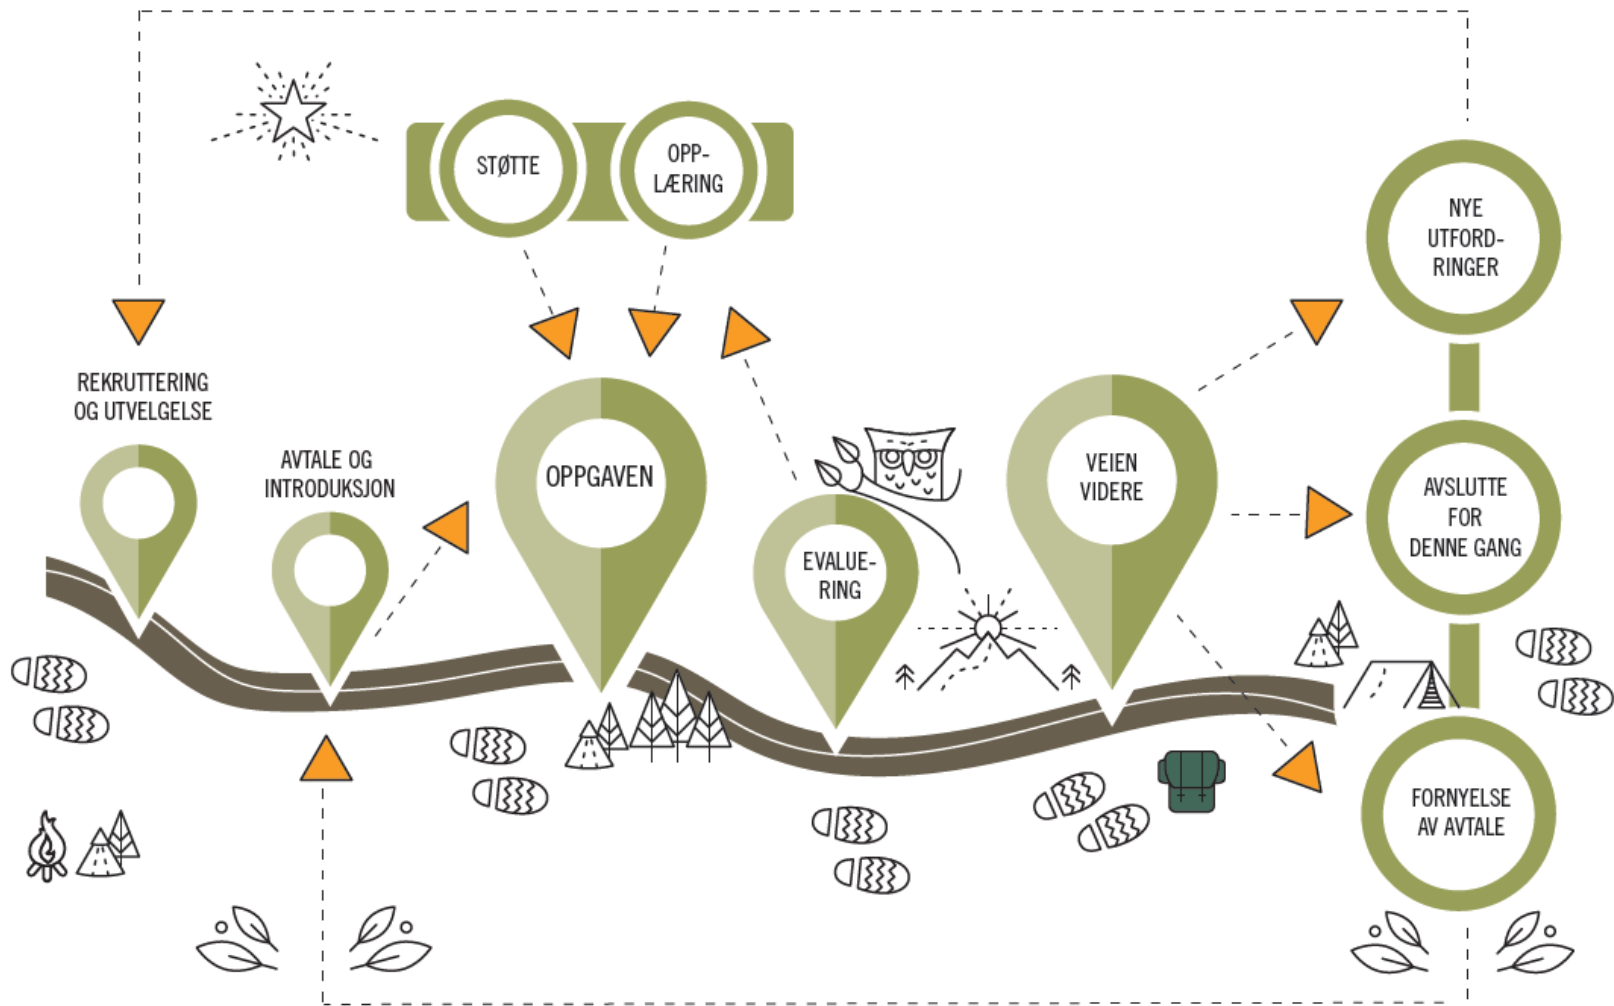 STØTTE
OPP-
LÆRING
NYE
UTFORD-
RINGER
REKRUTTERING
OG UTVELGELSE
AVTALE OG
INTRODUKSJON
OPPGAVEN
EVALUE-
RING
VEIEN
VIDERE
AVSLUTTE
FOR
DENNE GANG
FORNYELSE
AV AVTALE